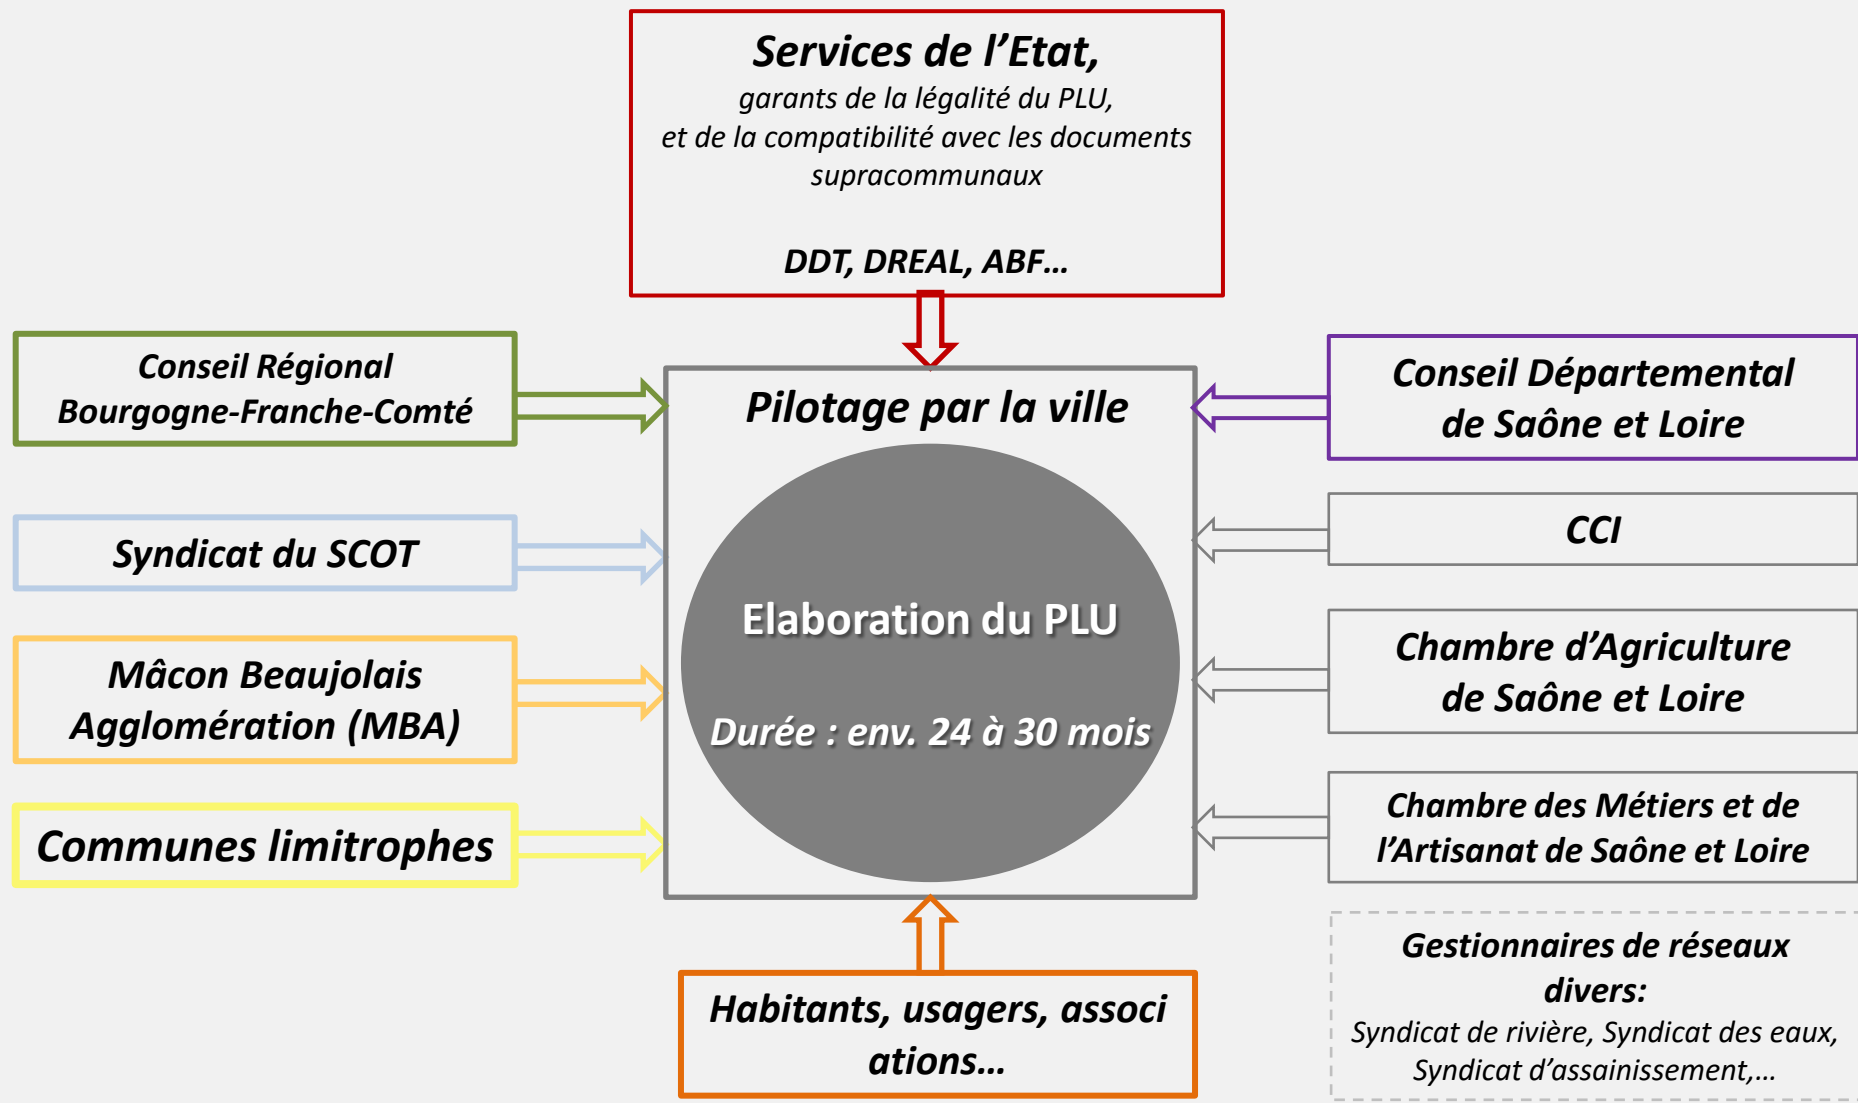 Services de l’Etat,
garants de la légalité du PLU,
et de la compatibilité avec les documents
supracommunaux
DDT, DREAL, ABF…
Conseil Régional
Bourgogne-Franche-Comté
Syndicat du SCOT
Mâcon Beaujolais
Agglomération (MBA)
Communes limitrophes
Pilotage par la ville
Elaboration du PLU
Durée : env. 24 à 30 mois
Habitants, usagers, associ
ations…
Conseil Départemental
de Saône et Loire
CCI
Chambre d’Agriculture
de Saône et Loire
Chambre des Métiers et de
l’Artisanat de Saône et Loire
Gestionnaires de réseaux
divers:
Syndicat de rivière, Syndicat des eaux,
Syndicat d’assainissement,…